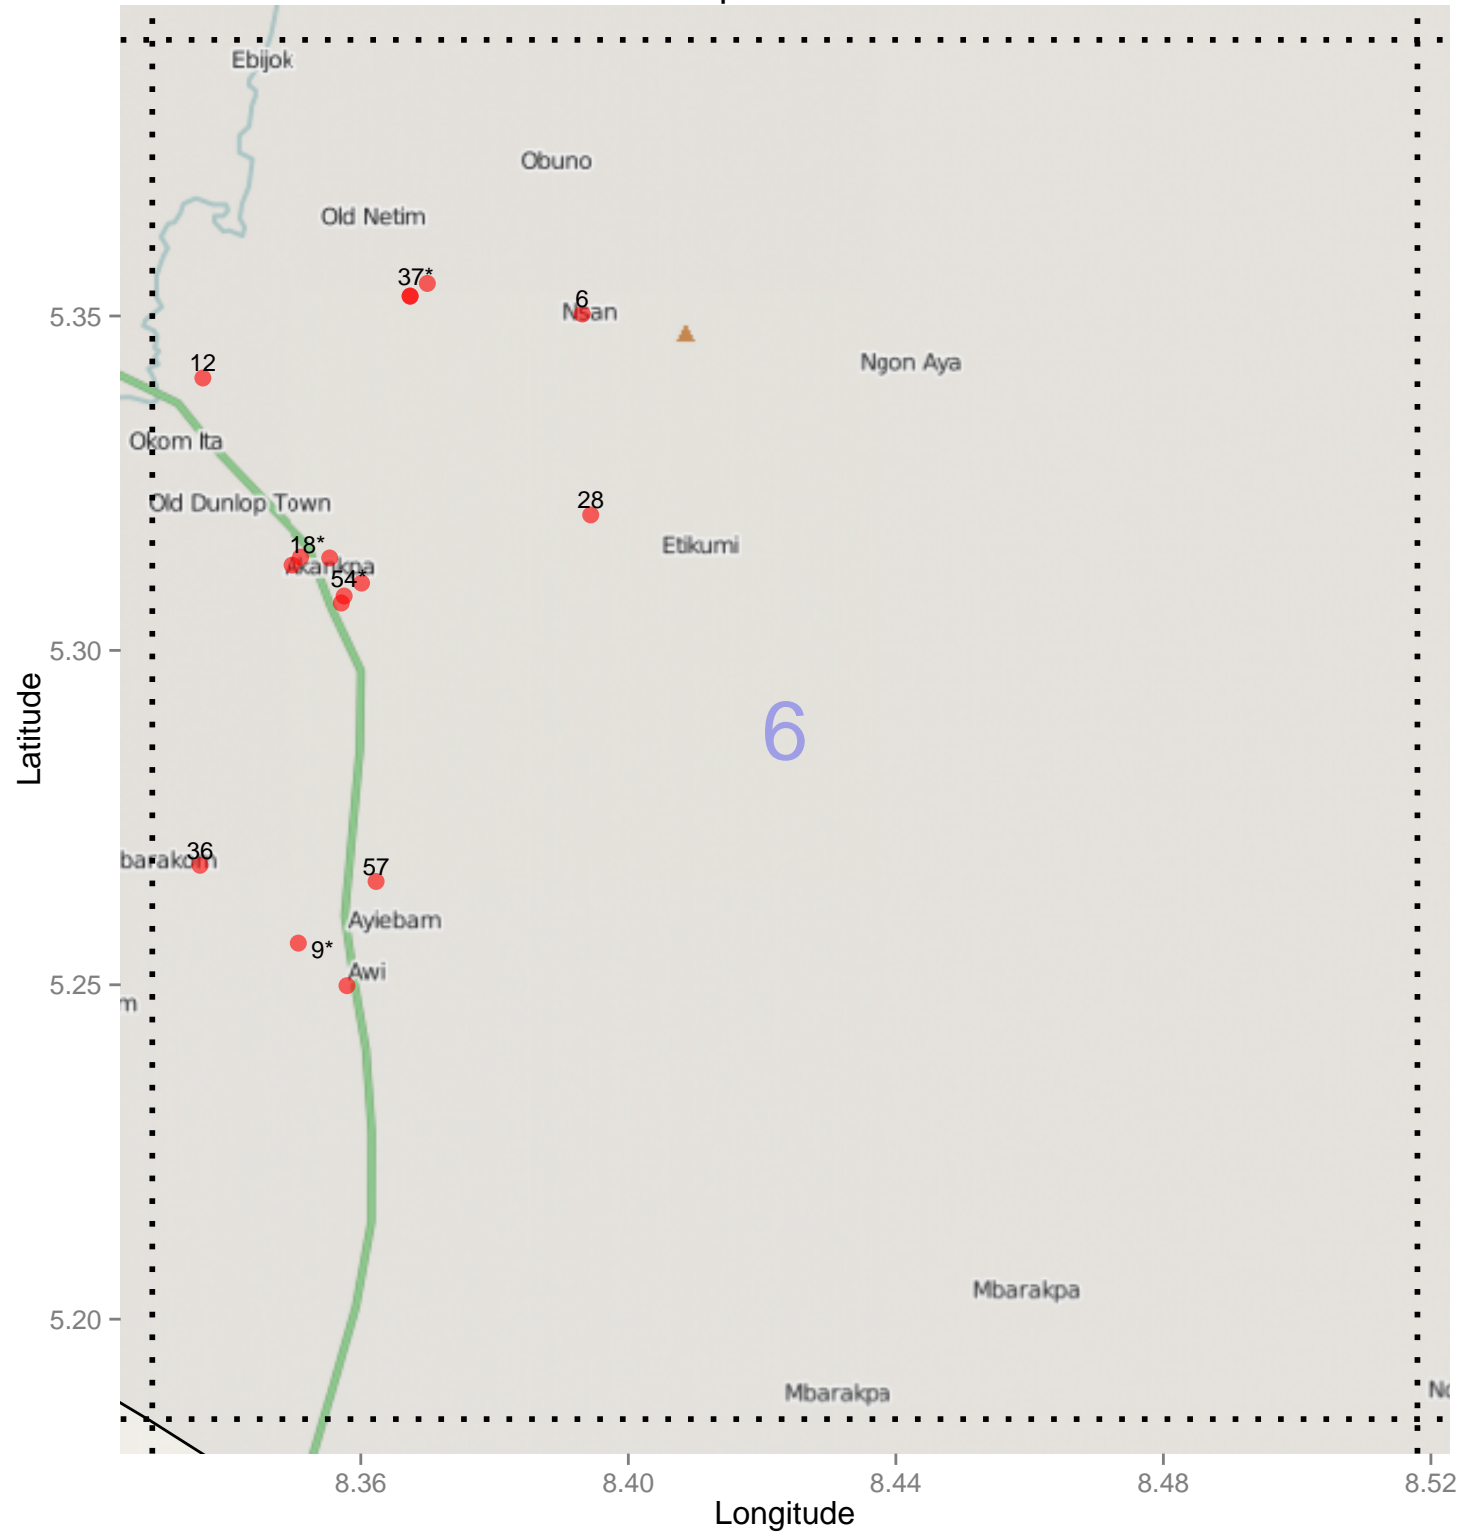 Ebijok
Obuno
Old Netim
37*
6
Nsan
5.35
12
Ngon Aya
Okom Ita
Old Dunlop Town
28
18*
Etikumi
Akankpa
54*
5.30
Latitude
6
36
barakom
57
Ayiebam
9*
Awi
5.25
m
5.20
Mbarakpa
Mbarakpa
8.36 8.40 8.44 8.48 8.52
Longitude